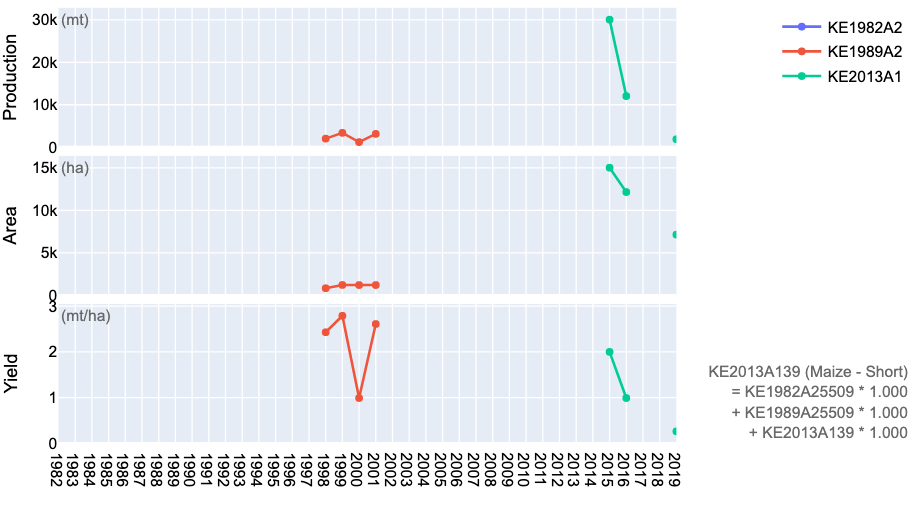 Production
30k
(mt)
20k
10k
0
Area
15k
(ha)
10k
5k
0
Yield
3
(mt/ha)
2
1
0
1982
1983
1984
1985
1986
1987
1988
1989
1990
1991
1992
1993
1994
1995
1996
1997
1998
1999
2000
2001
2002
2003
2004
2005
2006
2007
2008
2009
2010
2011
2012
2013
2014
2015
2016
2017
2018
2019
KE1982A2
KE1989A2
KE2013A1
KE2013A139 (Maize - Short)
= KE1982A25509 * 1.000
+ KE1989A25509 * 1.000
+ KE2013A139 * 1.000